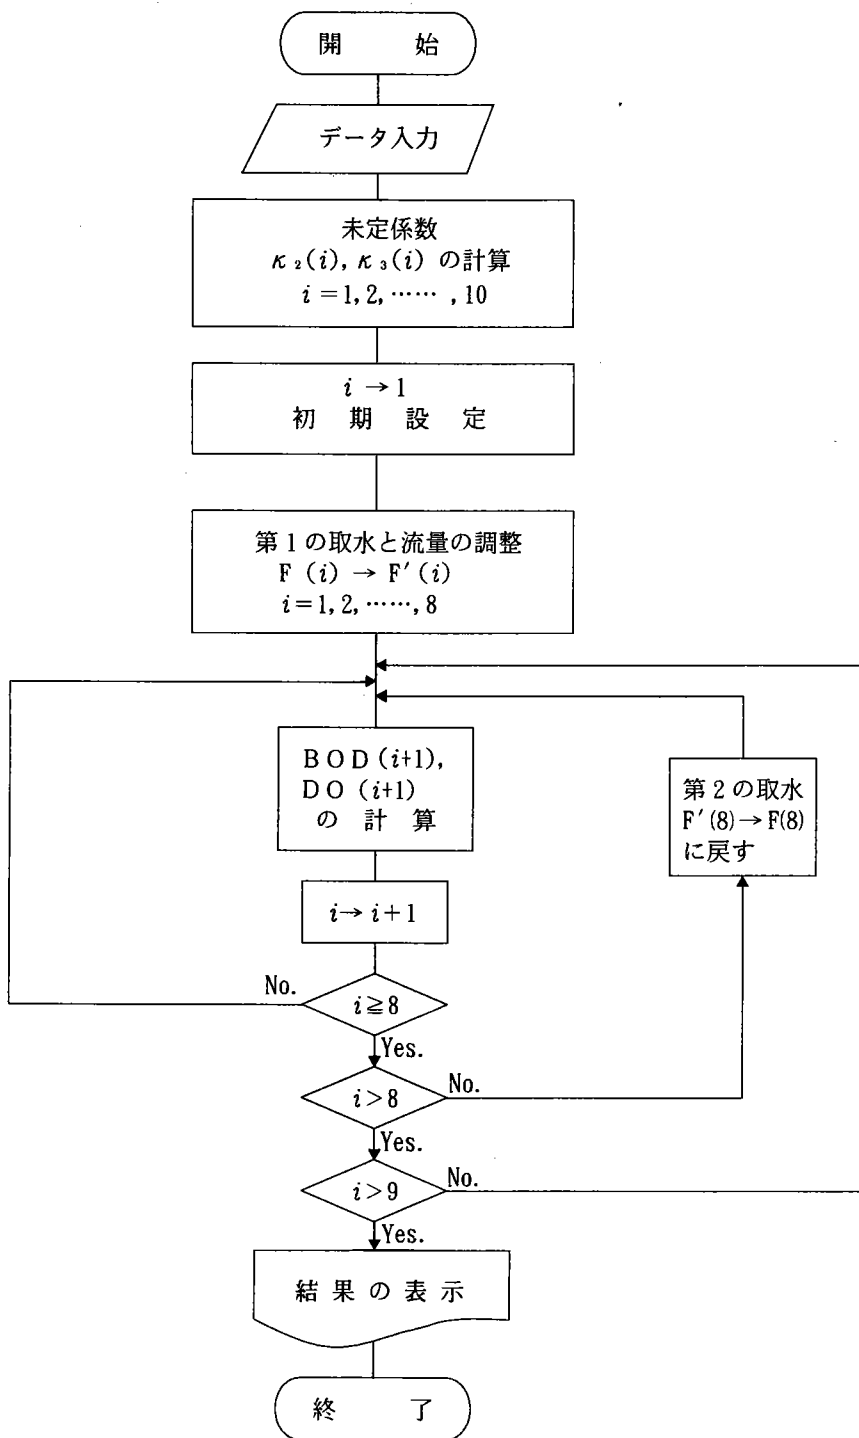 開 始
データ入力
未定係数
κ₂(i), κ₃(i) の計算
i = 1, 2, …… , 10
i → 1
初 期 設 定
第1の取水と流量の調整
F (i) → F′(i)
i = 1, 2, ……, 8
BOD (i+1),
DO (i+1)
の 計 算
第2の取水
F′(8) → F(8)
に戻す
i → i + 1
No.
i ≧ 8
Yes.
i > 8
No.
Yes.
i > 9
No.
Yes.
結 果 の 表 示
終 了